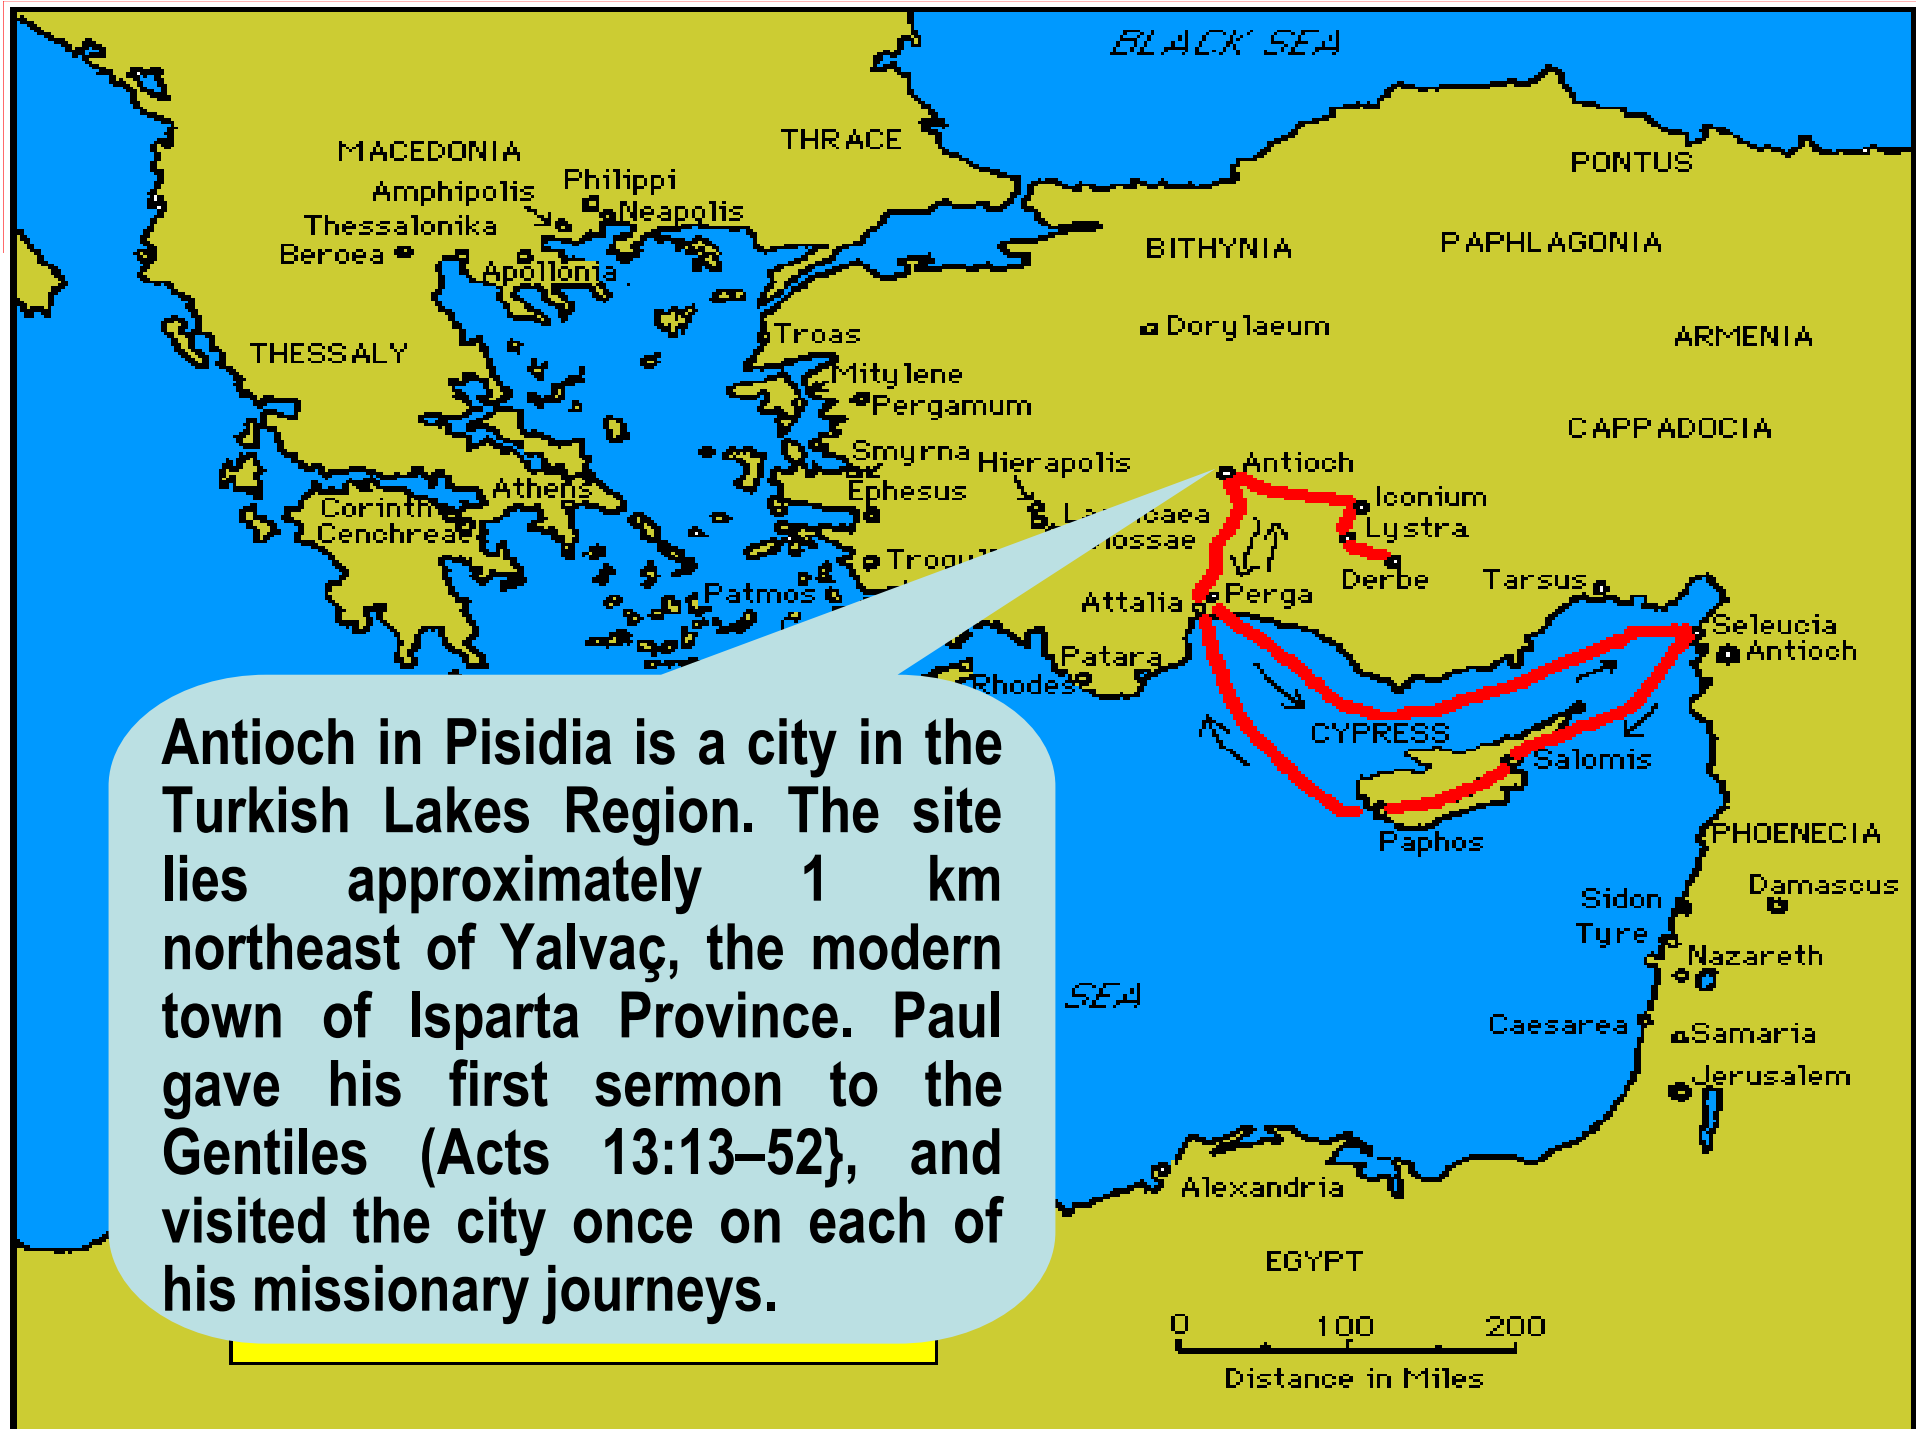 BLACK SEA
THRACE
MACEDONIA
PONTUS
Philippi
Amphipolis
Neapolis
Thessalonika
BITHYNIA
PAPHLAGONIA
Beroea
Apollonia
Dorylaeum
Troas
ARMENIA
THESSALY
Mitylene
Pergamum
CAPPADOCIA
Smyrna
Hierapolis
Antioch
Athens
Ephesus
Iconium
Corinth
Lystra
Cenchreae
Derbe
Tarsus
Patmos
Attalia
Perga
Seleucia
Antioch
Patara
Rhodes
CYPRESS
Salomis
Paphos
PHOENECIA
Damascus
Sidon
Tyre
Nazareth
SEA
Caesarea
Samaria
Jerusalem
Alexandria
EGYPT
Antioch in Pisidia is a city in the
Turkish Lakes Region. The site
lies approximately 1 km
northeast of Yalvaç, the modern
town of Isparta Province. Paul
gave his first sermon to the
Gentiles (Acts 13:13–52}, and
visited the city once on each of
his missionary journeys.
0 100 200
Distance in Miles